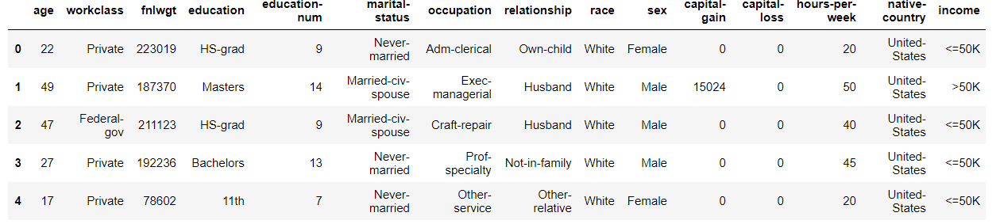 age workclass fnlwgt education education-num marital-status occupation relationship race sex capital-gain capital-loss hours-per-week native-country income
0 22 Private 223019 HS-grad 9 Never-married Adm-clerical Own-child White Female 0 0 20 United-States <=50K
1 49 Private 187370 Masters 14 Married-civ-spouse Exec-managerial Husband White Male 15024 0 50 United-States >50K
2 47 Federal-gov 211123 HS-grad 9 Married-civ-spouse Craft-repair Husband White Male 0 0 40 United-States <=50K
3 27 Private 192236 Bachelors 13 Never-married Prof-specialty Not-in-family White Male 0 0 45 United-States <=50K
4 17 Private 78602 11th 7 Never-married Other-service Other-relative White Female 0 0 20 United-States <=50K